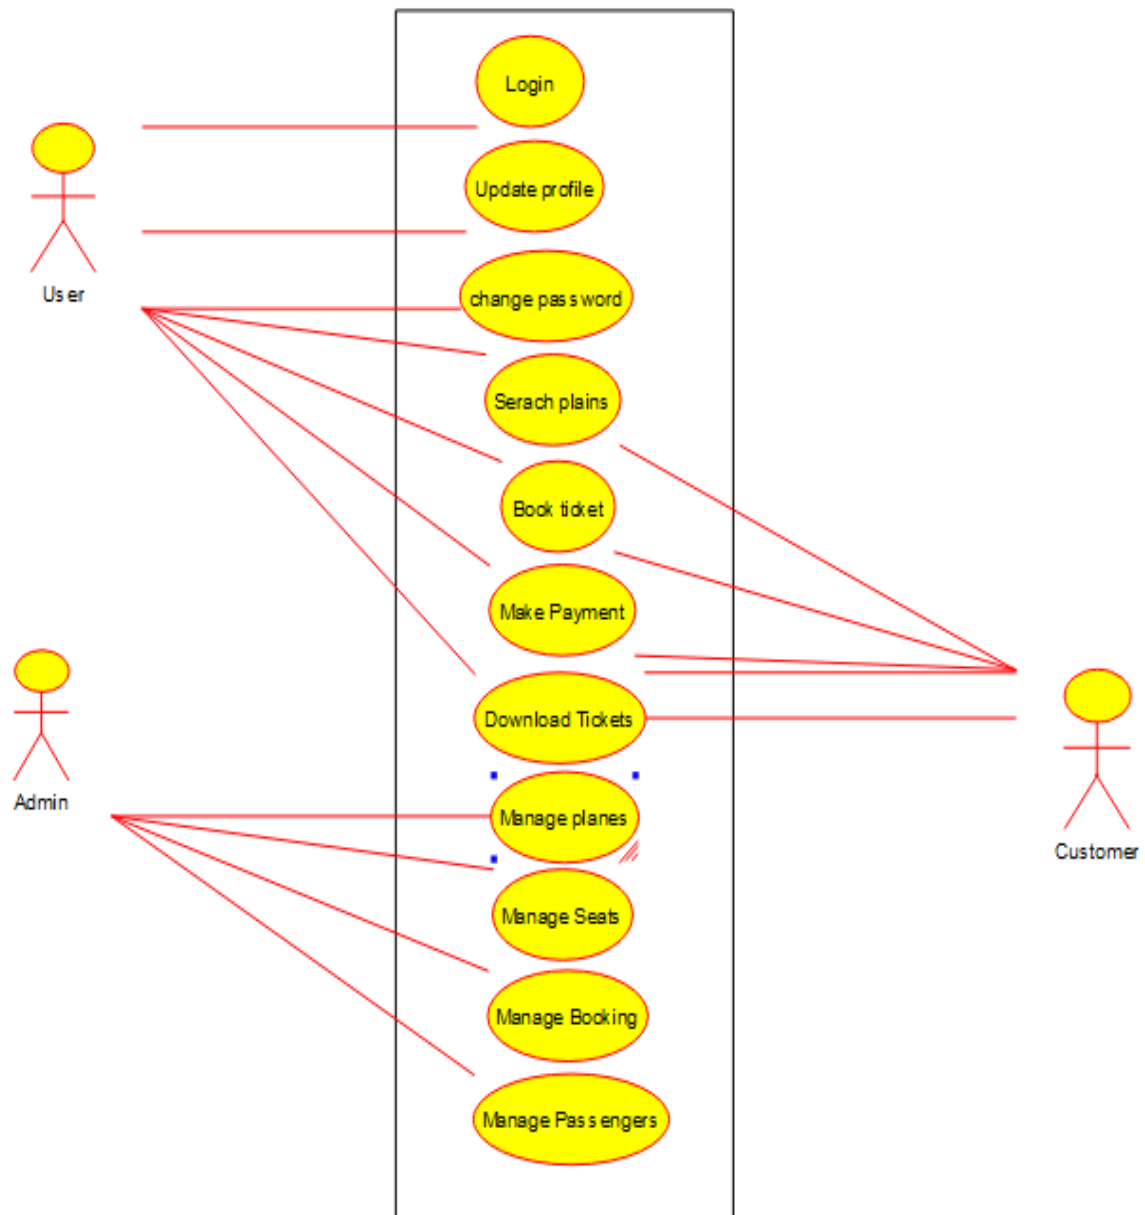 Login
Update profile
User
change password
Serach plains
Book ticket
Make Payment
Download Tickets
Admin
Manage planes
Customer
Manage Seats
Manage Booking
Manage Passengers